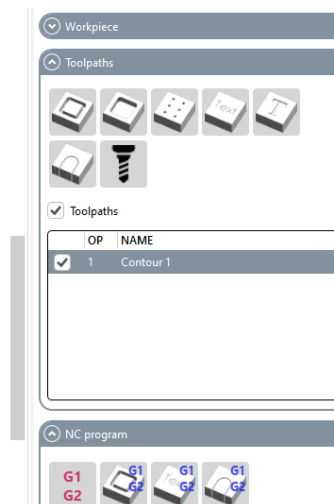 Workpiece
Toolpaths
Text T
Toolpaths
OP NAME
1 Contour 1
NC program
G1 G1 G1 G1
G2 G2 Text G2 G2